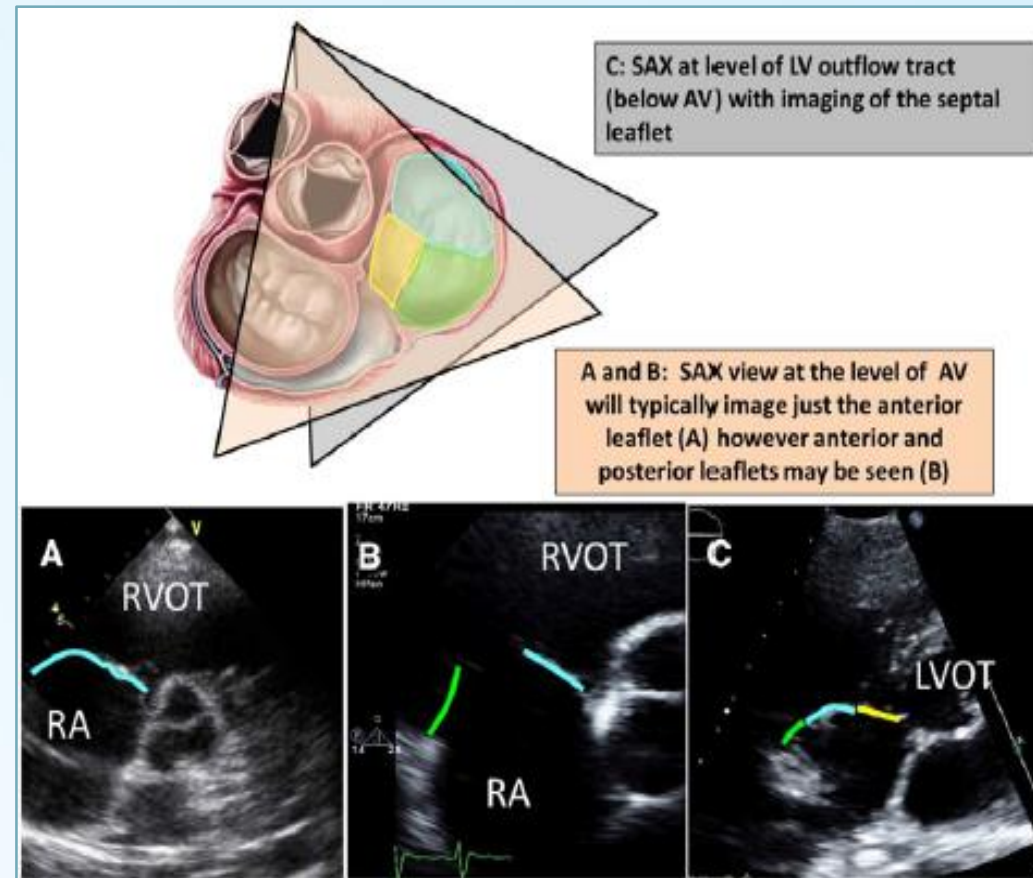 C: SAX at level of LV outflow tract
(below AV) with imaging of the septal
leaflet
A and B: SAX view at the level of AV
will typically image just the anterior
leaflet (A) however anterior and
posterior leaflets may be seen (B)
A
V
RVOT
RA
17cm
B
RVOT
RA
C
LVOT